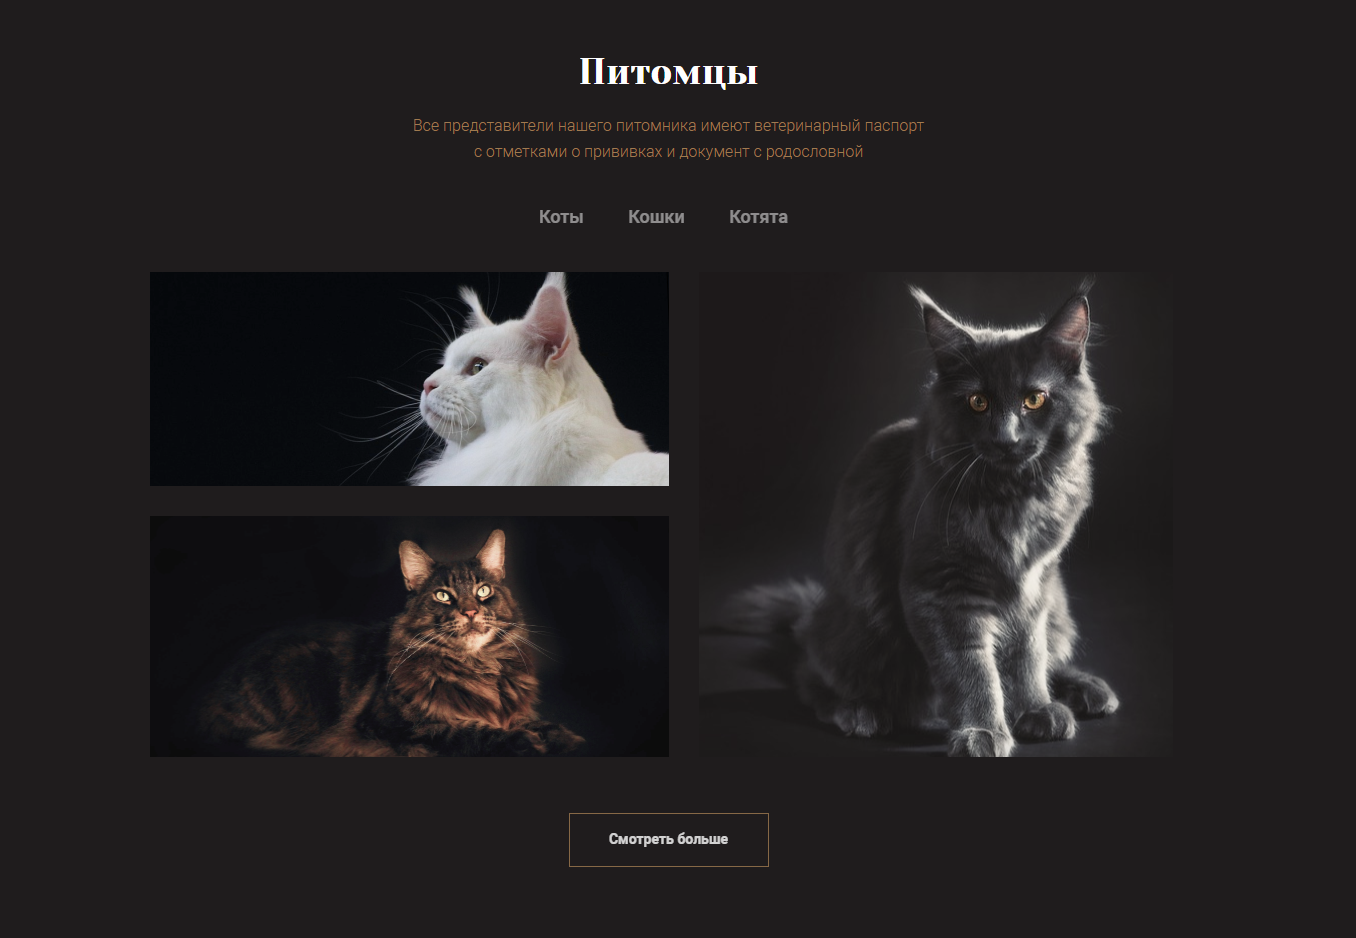 Питомцы
Все представители нашего питомника имеют ветеринарный паспорт
с отметками о прививках и документ с родословной
Коты Кошки Котята
Смотреть больше